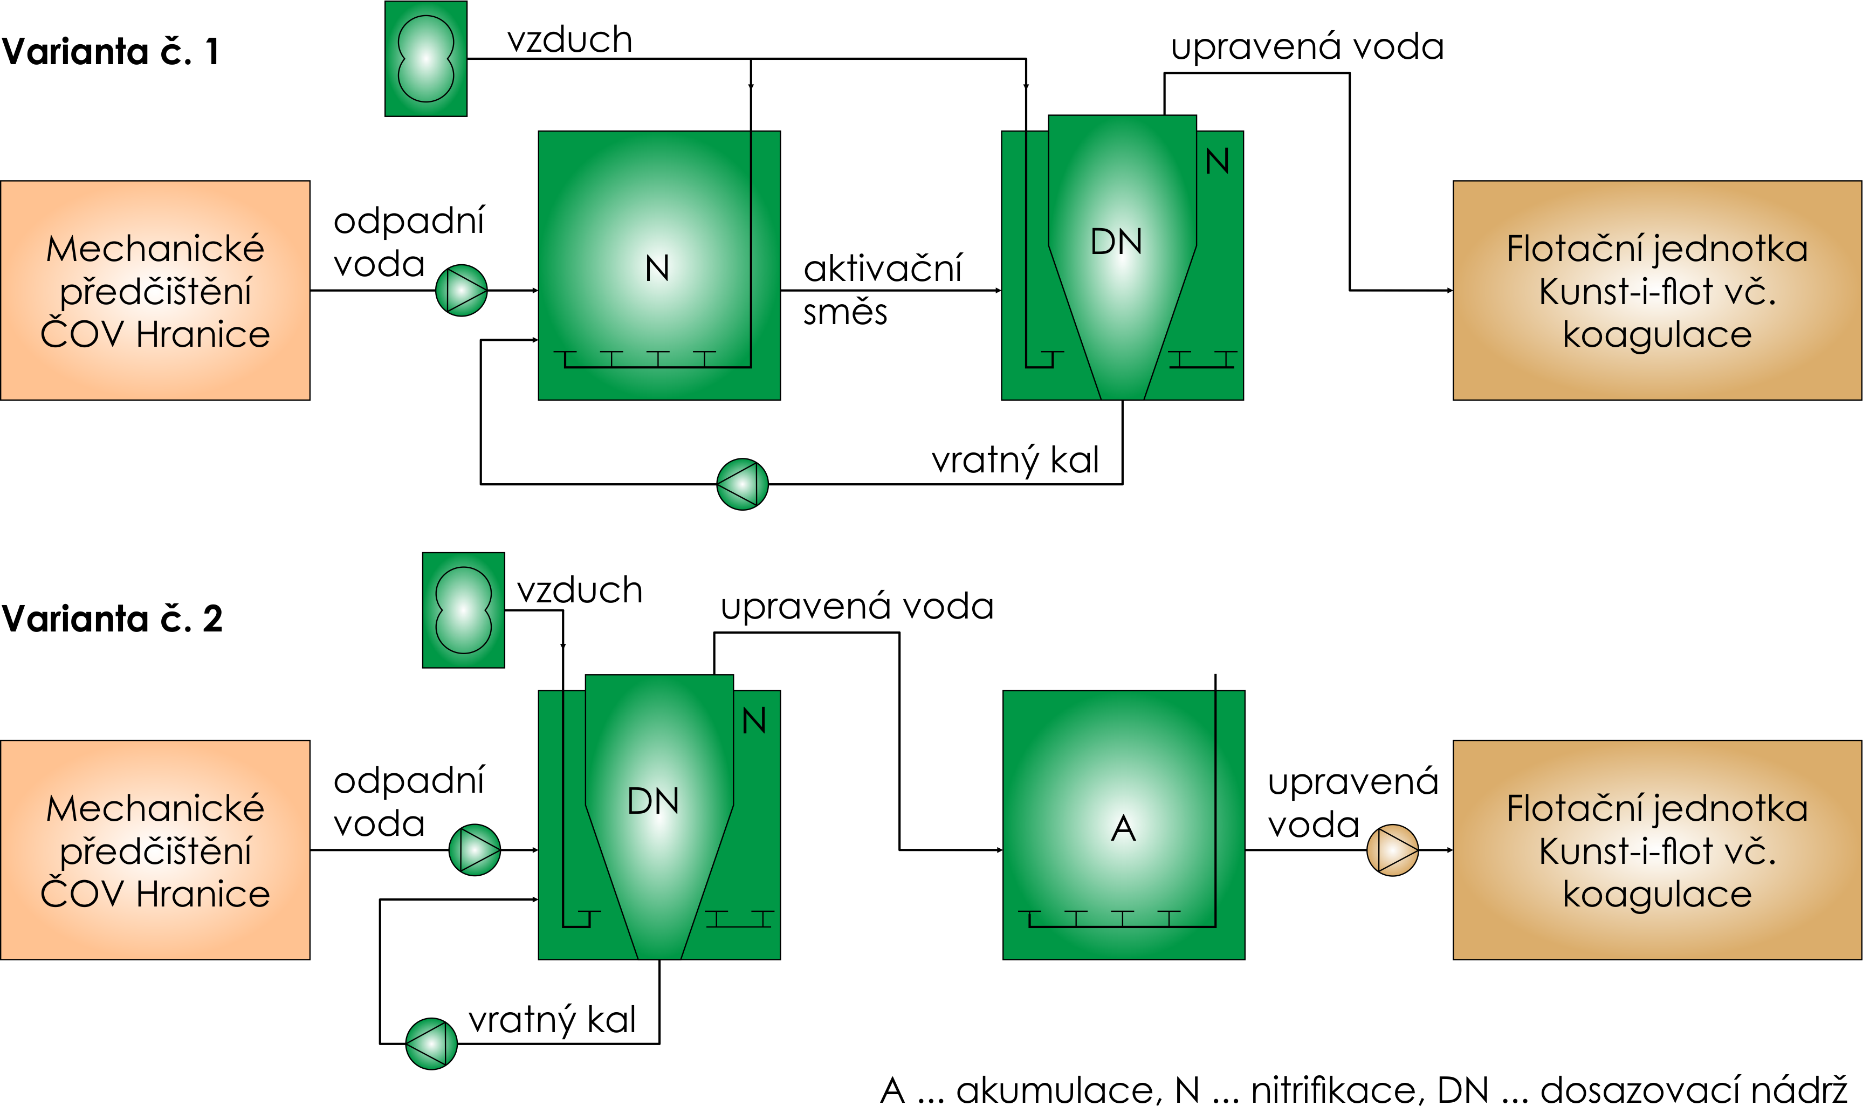 Varianta č. 1
vzduch
upravená voda
Mechanické
předčištění
ČOV Hranice
odpadní
voda
N
aktivační
směs
DN
N
Flotační jednotka
Kunst-i-flot vč.
koagulace
vratný kal
Varianta č. 2
vzduch
upravená voda
Mechanické
předčištění
ČOV Hranice
odpadní
voda
DN
N
A
upravená
voda
Flotační jednotka
Kunst-i-flot vč.
koagulace
vratný kal
A ... akumulace, N ... nitrifikace, DN ... dosazovací nádrž